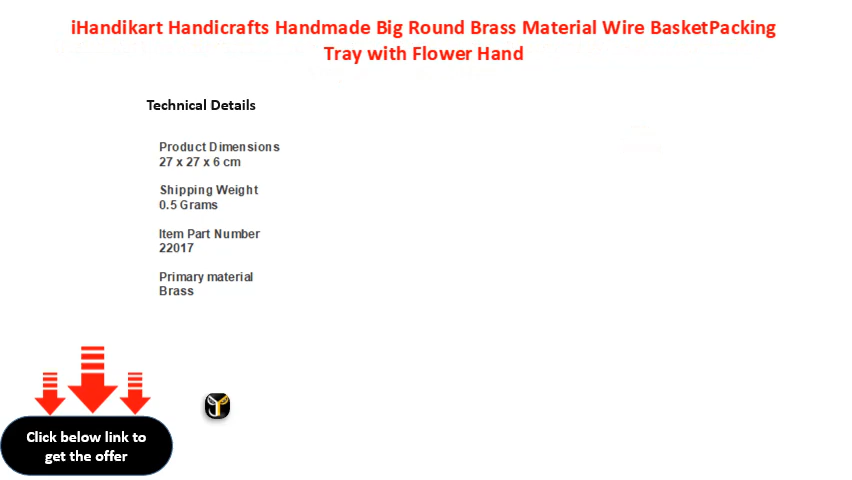 iHandikart Handicrafts Handmade Big Round Brass Material Wire BasketPacking
Tray with Flower Hand
Technical Details
Product Dimensions
27 x 27 x 6 cm
Shipping Weight
0.5 Grams
Item Part Number
22017
Primary material
Brass
Click below link to
get the offer